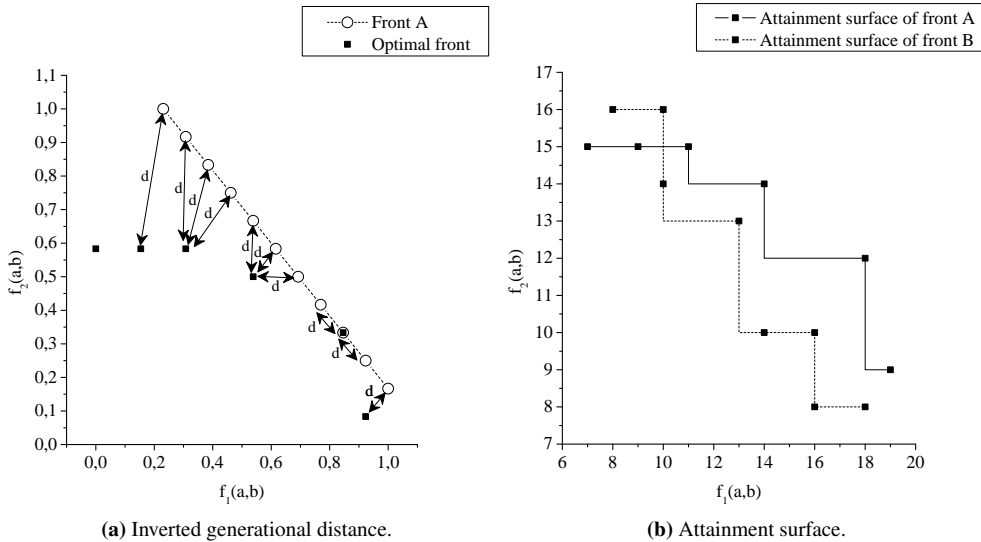 Front A
Optimal front
1,1
1,0
0,9
0,8
0,7
0,6
0,5
0,4
0,3
0,2
0,1
0,0
f2(a,b)
d
d
d
d
d
d
d
d
d
d
0,0 0,2 0,4 0,6 0,8 1,0
f1(a,b)
(a) Inverted generational distance.
Attainment surface of front A
Attainment surface of front B
17
16
15
14
13
12
11
10
9
8
7
f2(a,b)
6 8 10 12 14 16 18 20
f1(a,b)
(b) Attainment surface.